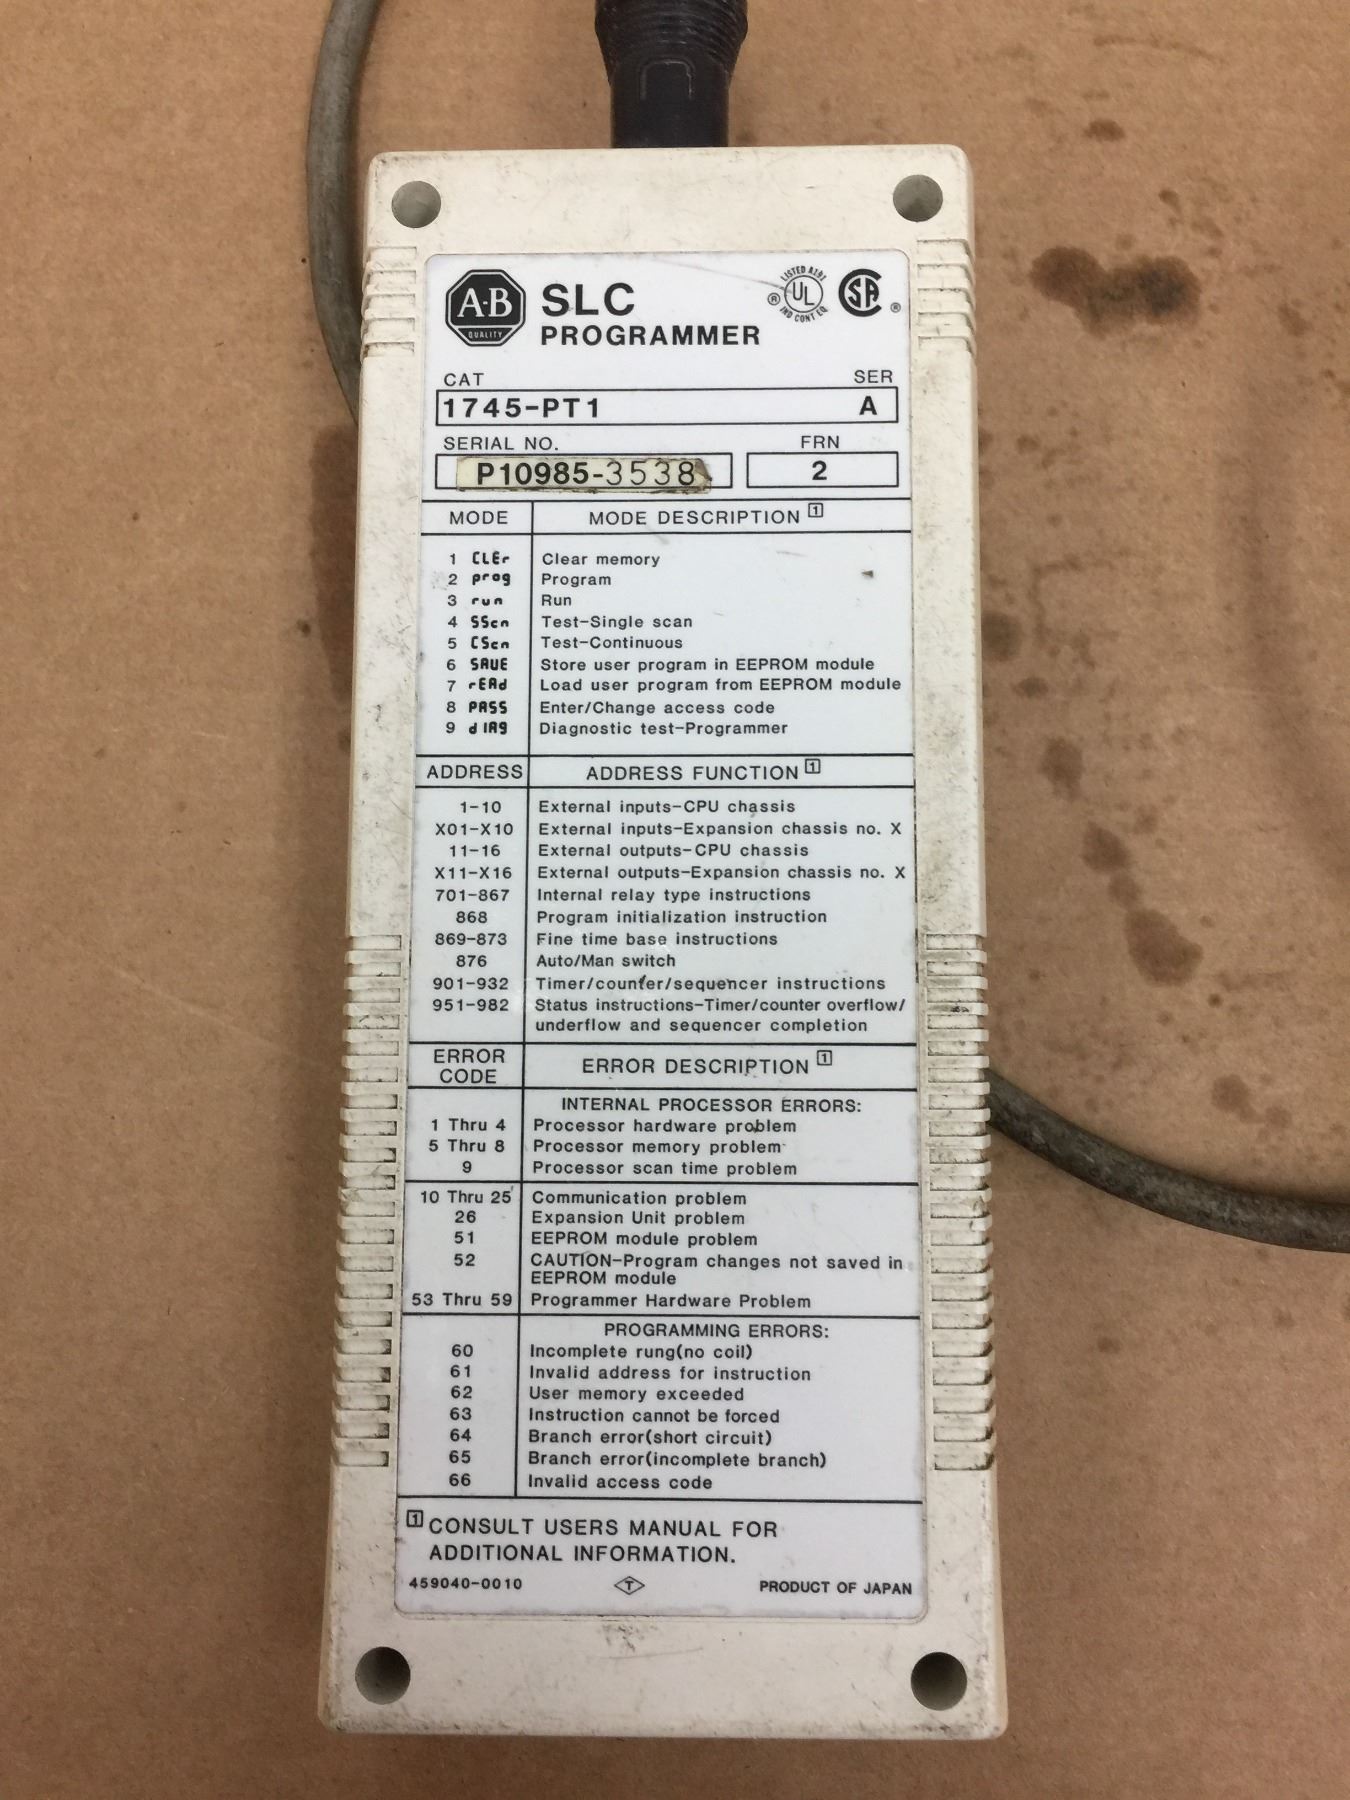 A·B
QUALITY
SLC
PROGRAMMER
LISTED A191
UL
IND CONT EQ
®
SA
®
CAT
SER
1745-PT1
A
SERIAL NO.
FRN
P10985-3538
2
MODE MODE DESCRIPTION 1
1 CLEr Clear memory
2 prog Program
3 run Run
4 SScn Test-Single scan
5 CScn Test-Continuous
6 SAUE Store user program in EEPROM module
7 rEAd Load user program from EEPROM module
8 PASS Enter/Change access code
9 dIAg Diagnostic test-Programmer
ADDRESS ADDRESS FUNCTION 1
1-10 External inputs-CPU chassis
X01-X10 External inputs-Expansion chassis no. X
11-16 External outputs-CPU chassis
X11-X16 External outputs-Expansion chassis no. X
701-867 Internal relay type instructions
868 Program initialization instruction
869-873 Fine time base instructions
876 Auto/Man switch
901-932 Timer/counter/sequencer instructions
951-982 Status instructions-Timer/counter overflow/
underflow and sequencer completion
ERROR
CODE
ERROR DESCRIPTION 1
INTERNAL PROCESSOR ERRORS:
1 Thru 4 Processor hardware problem
5 Thru 8 Processor memory problem
9 Processor scan time problem
10 Thru 25 Communication problem
26 Expansion Unit problem
51 EEPROM module problem
52 CAUTION-Program changes not saved in
EEPROM module
53 Thru 59 Programmer Hardware Problem
PROGRAMMING ERRORS:
60 Incomplete rung(no coil)
61 Invalid address for instruction
62 User memory exceeded
63 Instruction cannot be forced
64 Branch error(short circuit)
65 Branch error(incomplete branch)
66 Invalid access code
1 CONSULT USERS MANUAL FOR
ADDITIONAL INFORMATION.
459040-0010 T PRODUCT OF JAPAN